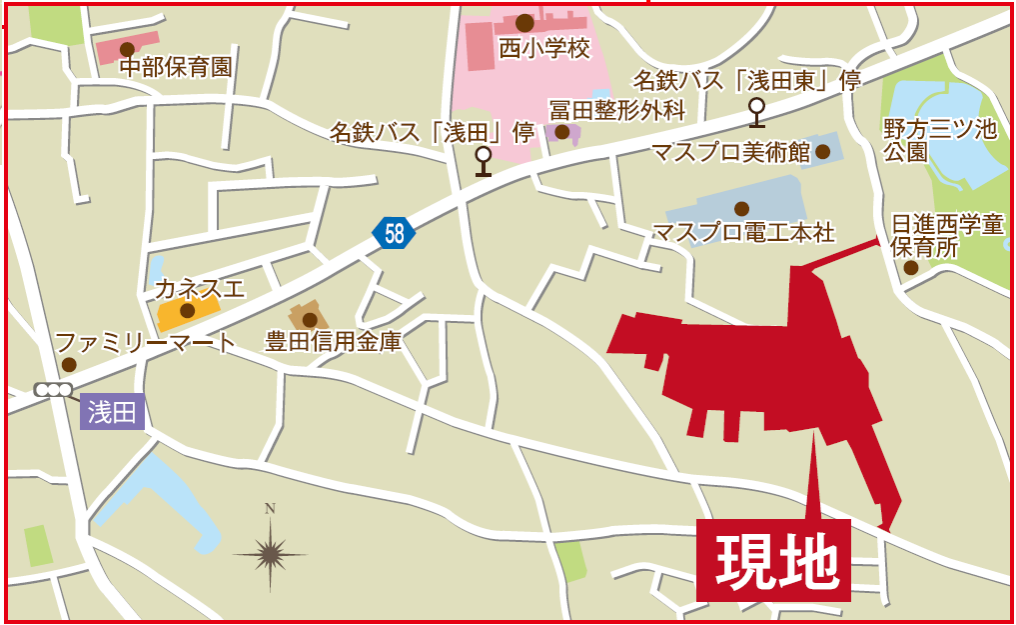 西小学校
中部保育園
名鉄バス「浅田東」停
冨田整形外科
名鉄バス「浅田」停
野方三ツ池
公園
マスプロ美術館
マスプロ電工本社
日進西学童
保育所
58
カネスエ
ファミリーマート
豊田信用金庫
浅田
N
現地